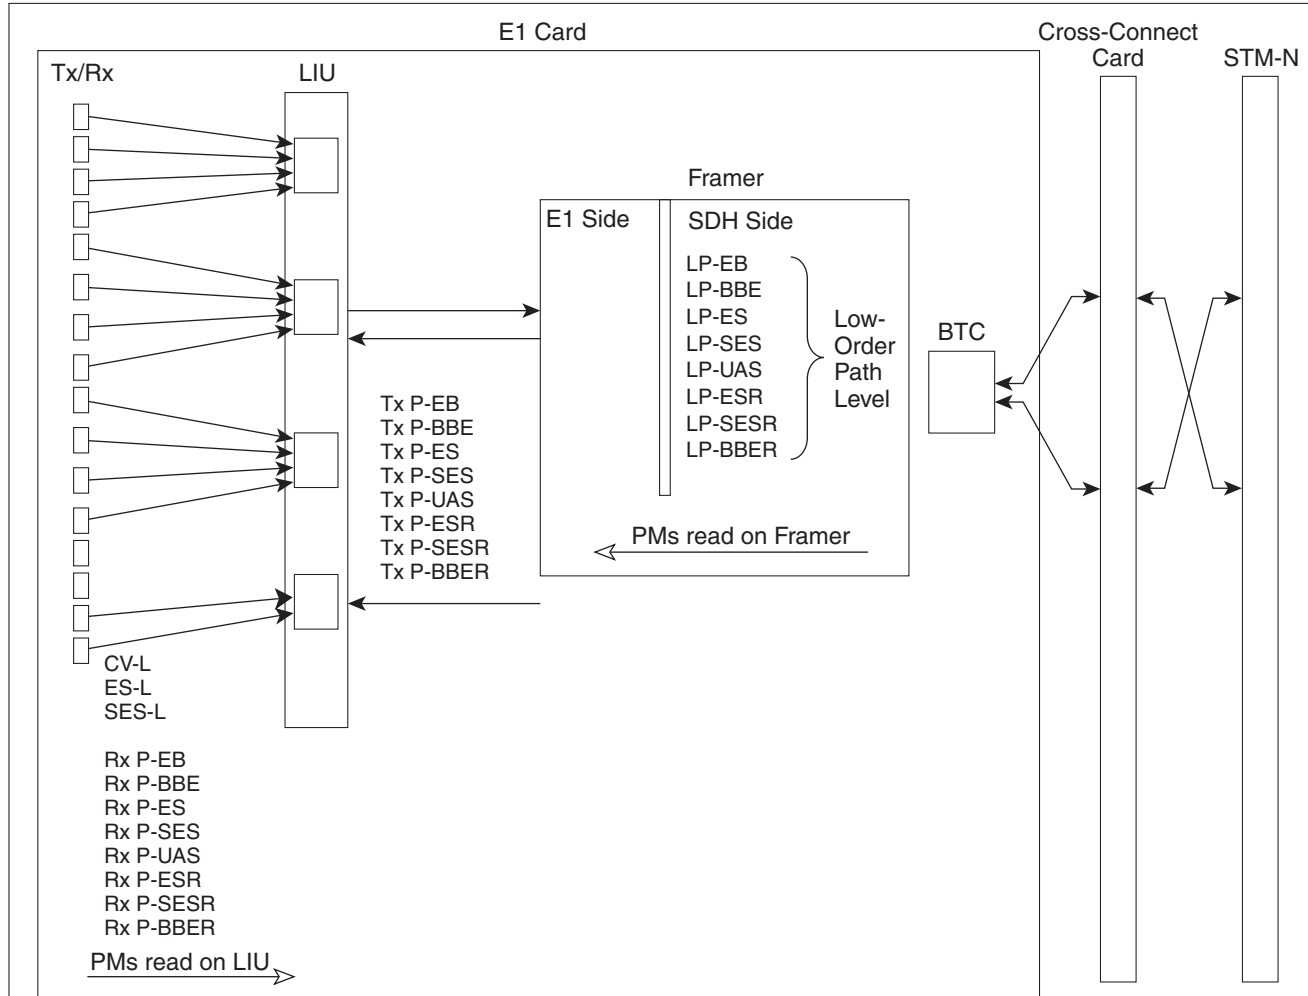 E1 Card
Cross-Connect
Card
STM-N
Tx/Rx
LIU
Framer
E1 Side
SDH Side
LP-EB
LP-BBE
LP-ES
LP-SES
LP-UAS
LP-ESR
LP-SESR
LP-BBER
Low-
Order
Path
Level
BTC
Tx P-EB
Tx P-BBE
Tx P-ES
Tx P-SES
Tx P-UAS
Tx P-ESR
Tx P-SESR
Tx P-BBER
PMs read on Framer
CV-L
ES-L
SES-L
Rx P-EB
Rx P-BBE
Rx P-ES
Rx P-SES
Rx P-UAS
Rx P-ESR
Rx P-SESR
Rx P-BBER
PMs read on LIU